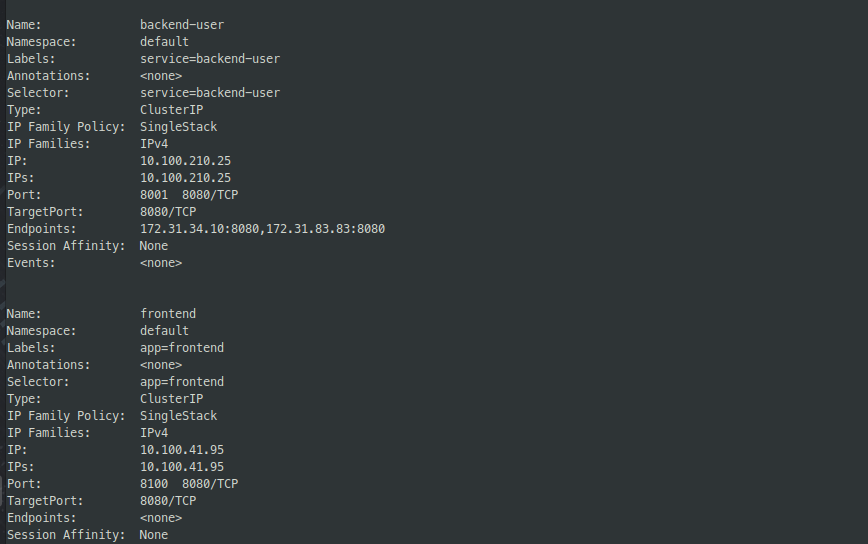 Name: backend-user
Namespace: default
Labels: service=backend-user
Annotations: <none>
Selector: service=backend-user
Type: ClusterIP
IP Family Policy: SingleStack
IP Families: IPv4
IP: 10.100.210.25
IPs: 10.100.210.25
Port: 8001 8080/TCP
TargetPort: 8080/TCP
Endpoints: 172.31.34.10:8080,172.31.83.83:8080
Session Affinity: None
Events: <none>
Name: frontend
Namespace: default
Labels: app=frontend
Annotations: <none>
Selector: app=frontend
Type: ClusterIP
IP Family Policy: SingleStack
IP Families: IPv4
IP: 10.100.41.95
IPs: 10.100.41.95
Port: 8100 8080/TCP
TargetPort: 8080/TCP
Endpoints: <none>
Session Affinity: None